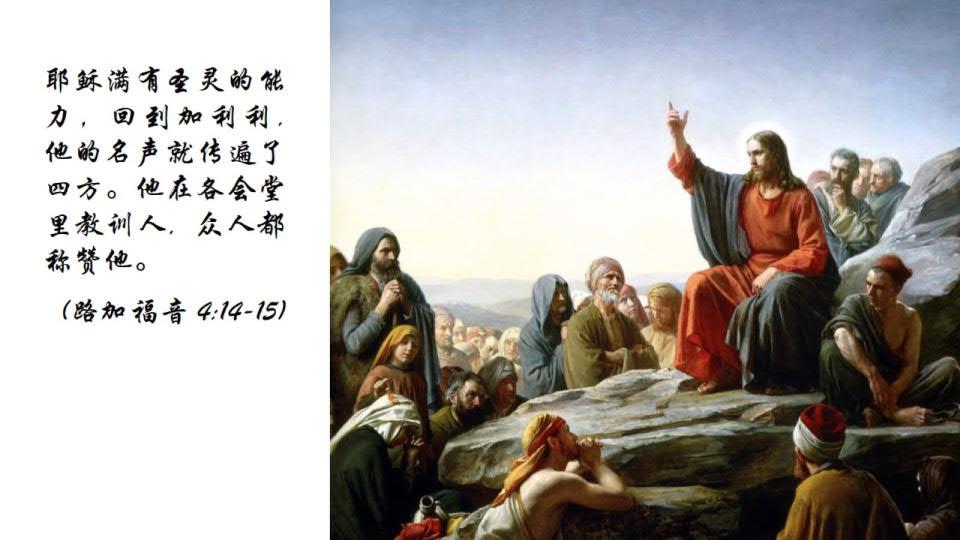 耶稣满有圣灵的能
力，回到加利利，
他的名声就传遍了
四方。他在各会堂
里教训人，众人都
称赞他。
（路加福音 4:14-15）